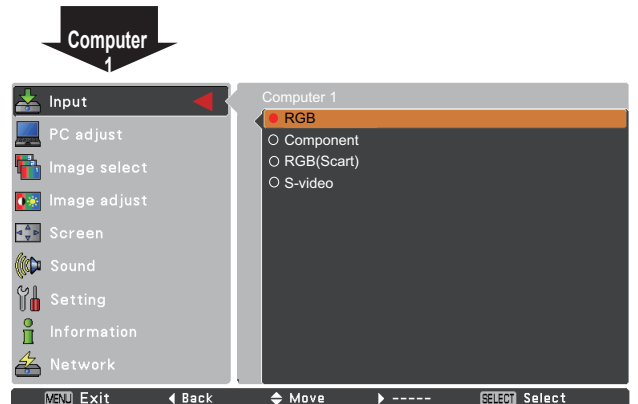 Computer
1
Input
PC adjust
Image select
Image adjust
Screen
Sound
Setting
Information
Network
Computer 1
RGB
Component
RGB(Scart)
S-video
MENU Exit ◀ Back Move ▶ ----- SELECT Select